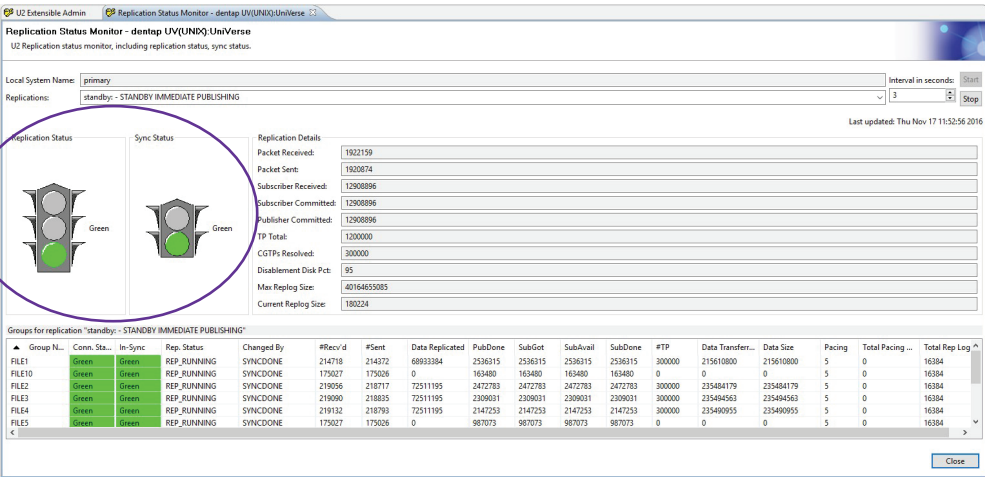 U2 Extensible Admin Replication Status Monitor - dentap UV(UNIX):UniVerse
Replication Status Monitor - dentap UV(UNIX):UniVerse
U2 Replication status monitor, including replication status, sync status.
Local System Name: primary Interval in seconds: Start
Replications: standby: - STANDBY IMMEDIATE PUBLISHING 3 Stop
Last updated: Thu Nov 17 11:52:56 2016
Replication Status Sync Status Replication Details
Packet Received: 1922159
Packet Sent: 1920874
Subscriber Received: 12908896
Subscriber Committed: 12908896
Green Green
Publisher Committed: 12908896
TP Total: 1200000
CGTPs Resolved: 300000
Disablement Disk Pct: 95
Max Replog Size: 40164655085
Current Replog Size: 180224
Groups for replication "standby: - STANDBY IMMEDIATE PUBLISHING"
Group N... Conn. Sta... In-Sync Rep. Status Changed By #Recv'd #Sent Data Replicated PubDone SubGot SubAvail SubDone #TP Data Transferr... Data Size Pacing Total Pacing ... Total Rep Log
FILE1 Green Green REP_RUNNING SYNCDONE 214718 214372 68933384 2536315 2536315 2536315 2536315 300000 215610800 215610800 5 0 16384
FILE10 Green Green REP_RUNNING SYNCDONE 175027 175026 0 163480 163480 163480 163480 0 0 0 5 0 16384
FILE2 Green Green REP_RUNNING SYNCDONE 219056 218717 72511195 2472783 2472783 2472783 2472783 300000 235484179 235484179 5 0 16384
FILE3 Green Green REP_RUNNING SYNCDONE 219090 218835 72511195 2309031 2309031 2309031 2309031 300000 235494563 235494563 5 0 16384
FILE4 Green Green REP_RUNNING SYNCDONE 219132 218793 72511195 2147253 2147253 2147253 2147253 300000 235490955 235490955 5 0 16384
FILE5 Green Green REP_RUNNING SYNCDONE 175027 175026 0 987073 987073 987073 987073 0 0 0 5 0 16384
Close